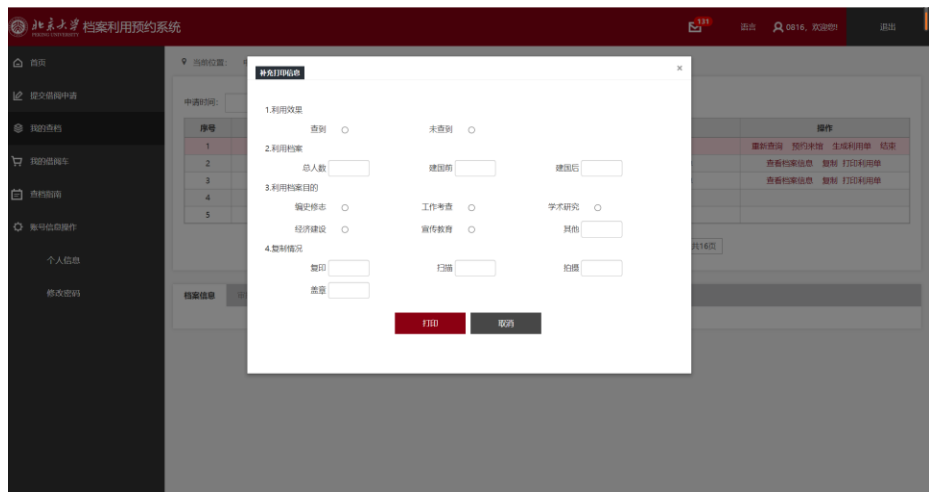 北京大学 档案利用预约系统 131 语言 0816，欢迎您!! 退出
PEKING UNIVERSITY
首页
提交借阅申请
我的查档
我的借阅车
查档指南
账号信息操作
个人信息
修改密码
当前位置：
申请时间：
序号 操作
1 重新查询 预约来馆 生成利用单 结束
2 查看档案信息 复制 打印利用单
3 查看档案信息 复制 打印利用单
4
5
共16页
档案信息
补充打印信息 ×
1.利用效果
查到 未查到
2.利用档案
总人数 建国前 建国后
3.利用档案目的
编史修志 工作考查 学术研究
经济建设 宣传教育 其他
4.复制情况
复印 扫描 拍摄
盖章
打印 取消